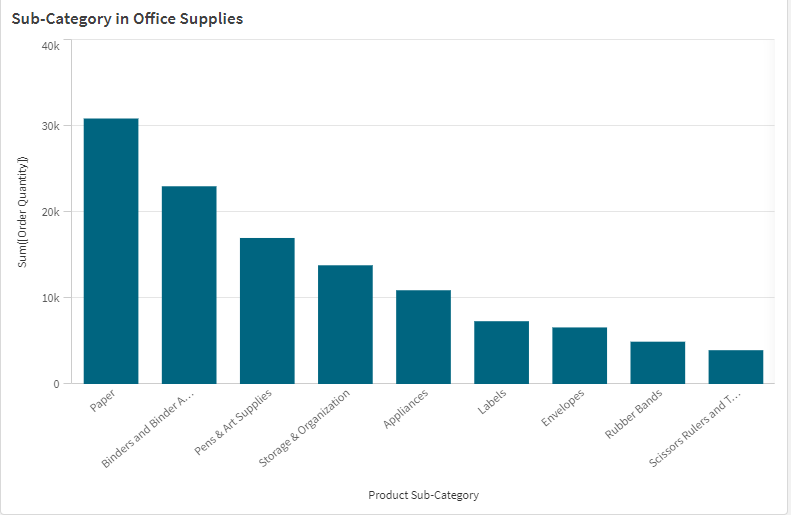 Sub-Category in Office Supplies
40k
30k
20k
10k
0
Sum([Order Quantity])
Paper
Binders and Binder A...
Pens & Art Supplies
Storage & Organization
Appliances
Labels
Envelopes
Rubber Bands
Scissors Rulers and T...
Product Sub-Category